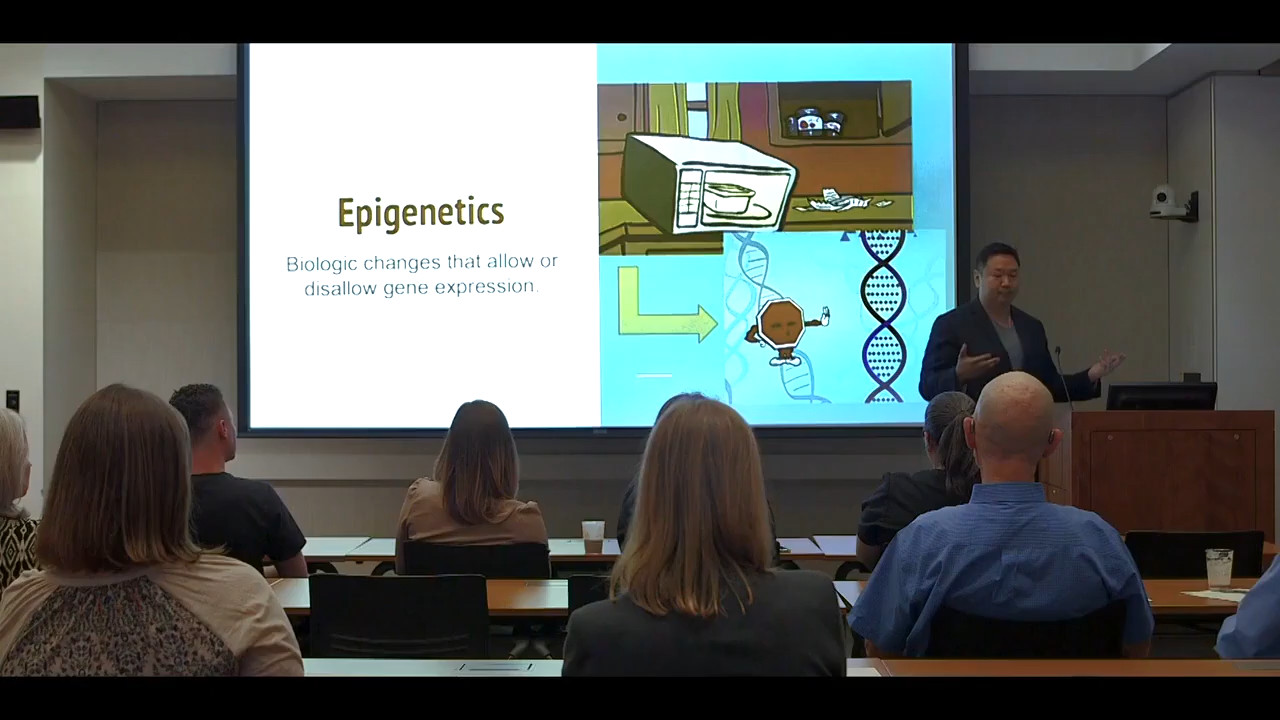 Epigenetics
Biologic changes that allow or
disallow gene expression.